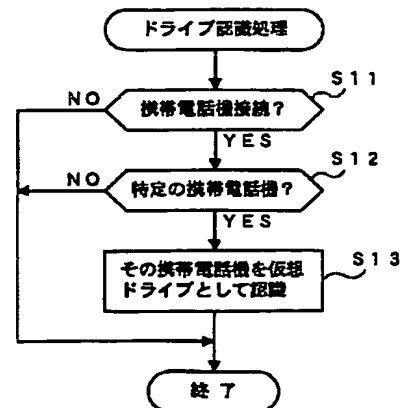 ドライブ認識処理
S11
NO
携帯電話機接続？
YES
S12
NO
特定の携帯電話機？
YES
その携帯電話機を仮想
ドライブとして認識
S13
終了